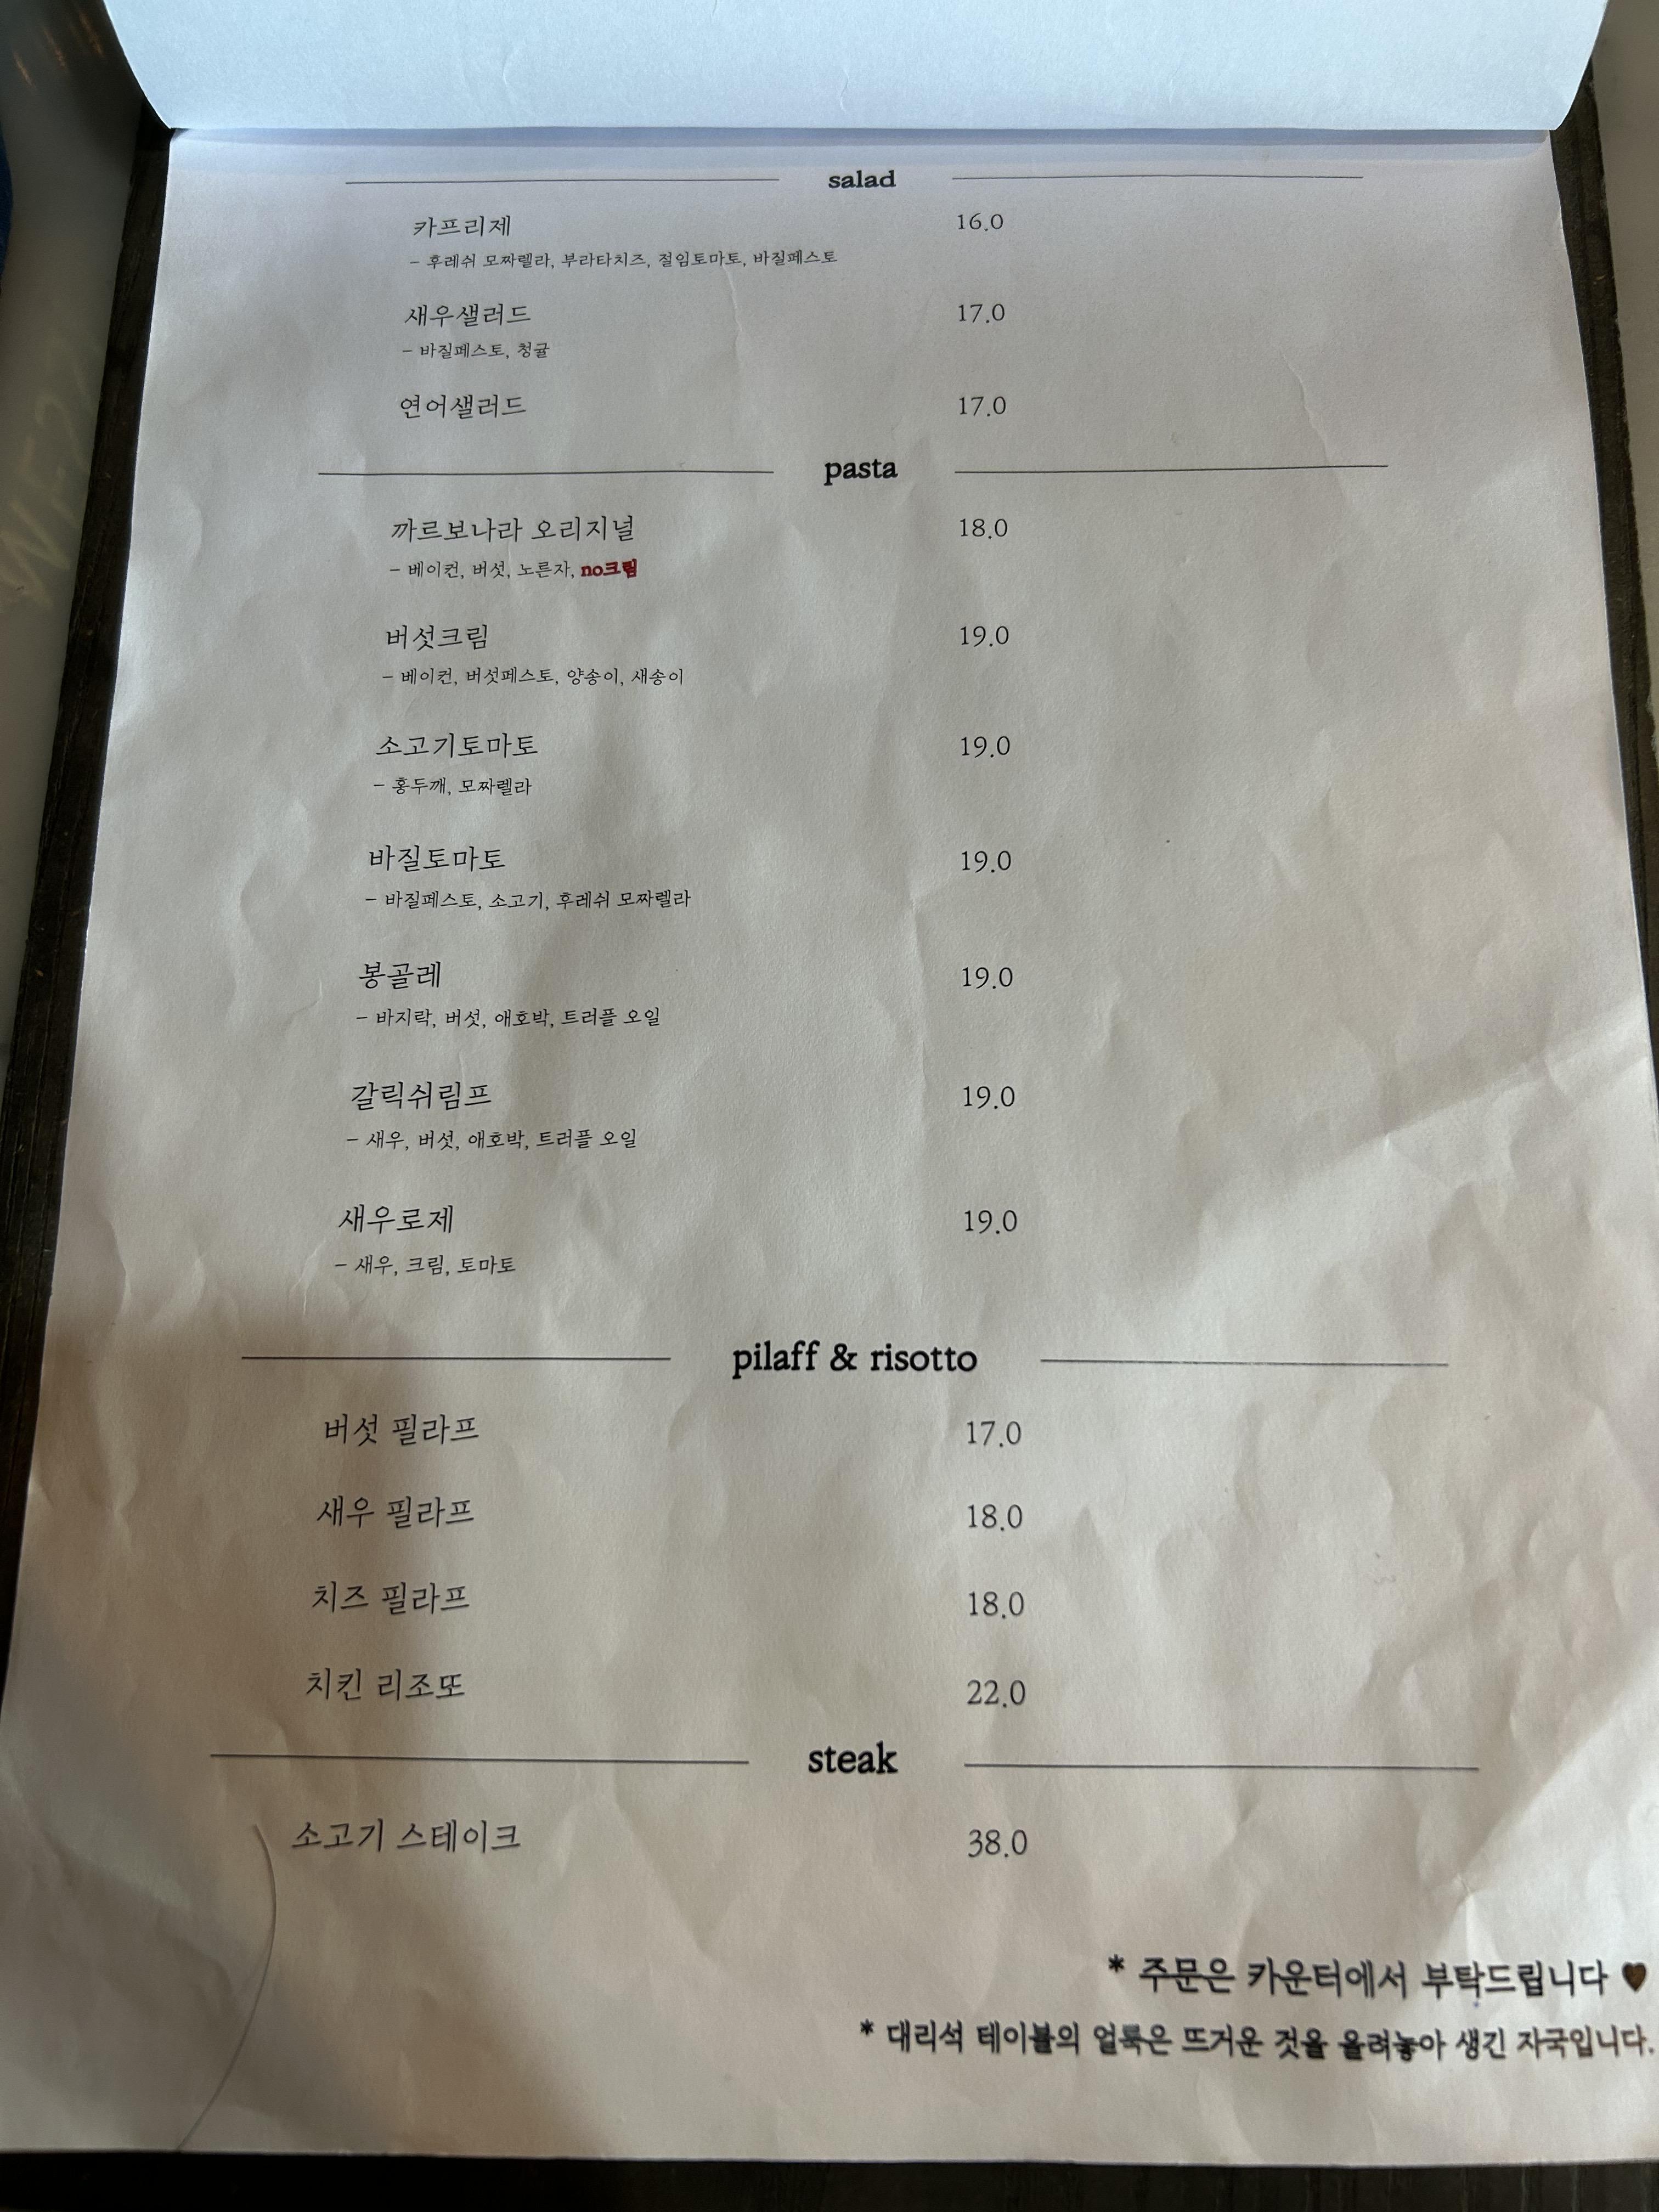 salad
카프리제 16.0
- 후레쉬 모짜렐라, 부라타치즈, 절임토마토, 바질페스토
새우샐러드 17.0
- 바질페스토, 청귤
연어샐러드 17.0
pasta
까르보나라 오리지널 18.0
- 베이컨, 버섯, 노른자, no크림
버섯크림 19.0
- 베이컨, 버섯페스토, 양송이, 새송이
소고기토마토 19.0
- 홍두깨, 모짜렐라
바질토마토 19.0
- 바질페스토, 소고기, 후레쉬 모짜렐라
봉골레 19.0
- 바지락, 버섯, 애호박, 트러플 오일
갈릭쉬림프 19.0
- 새우, 버섯, 애호박, 트러플 오일
새우로제 19.0
- 새우, 크림, 토마토
pilaff & risotto
버섯 필라프 17.0
새우 필라프 18.0
치즈 필라프 18.0
치킨 리조또 22.0
steak
소고기 스테이크 38.0
* 주문은 카운터에서 부탁드립니다 ♥
* 대리석 테이블의 얼룩은 뜨거운 것을 올려놓아 생긴 자국입니다.